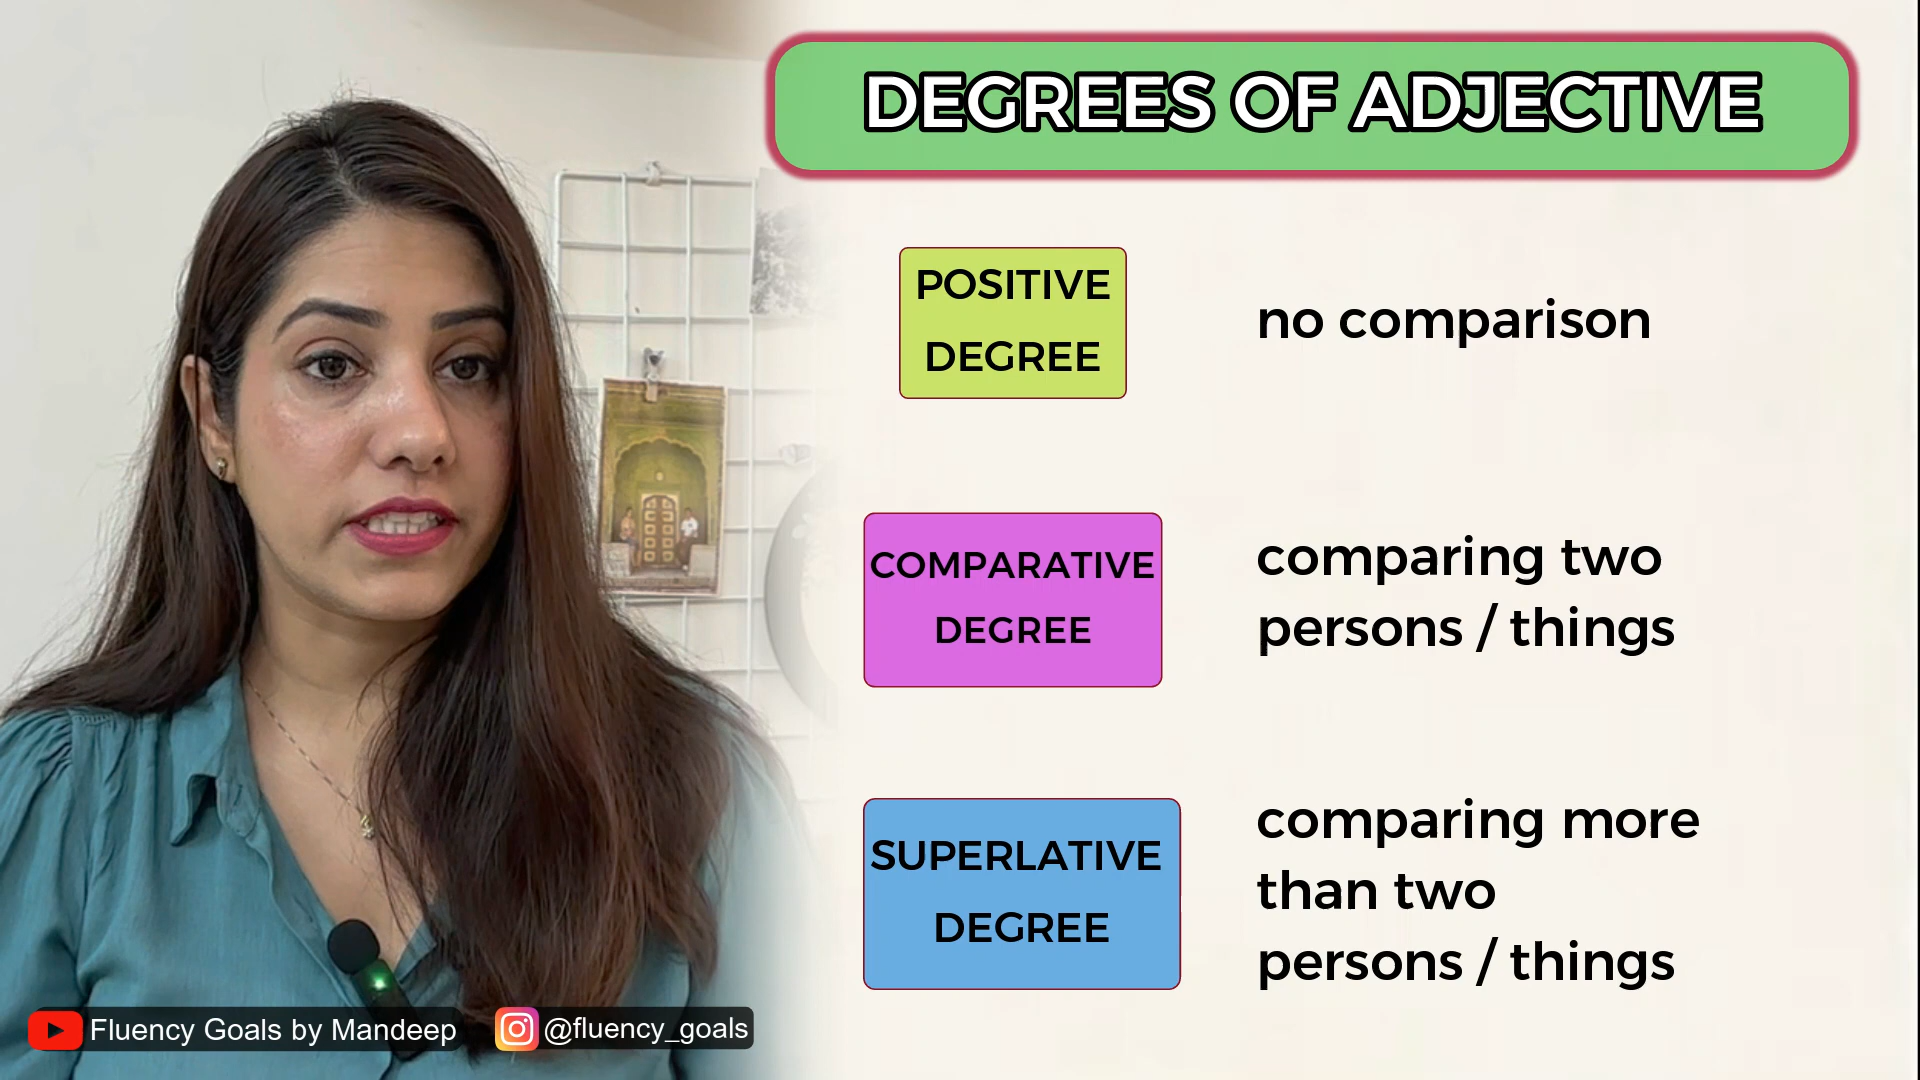 DEGREES OF ADJECTIVE
POSITIVE
DEGREE
no comparison
COMPARATIVE
DEGREE
comparing two
persons / things
SUPERLATIVE
DEGREE
comparing more
than two
persons / things
Fluency Goals by Mandeep
@fluency_goals